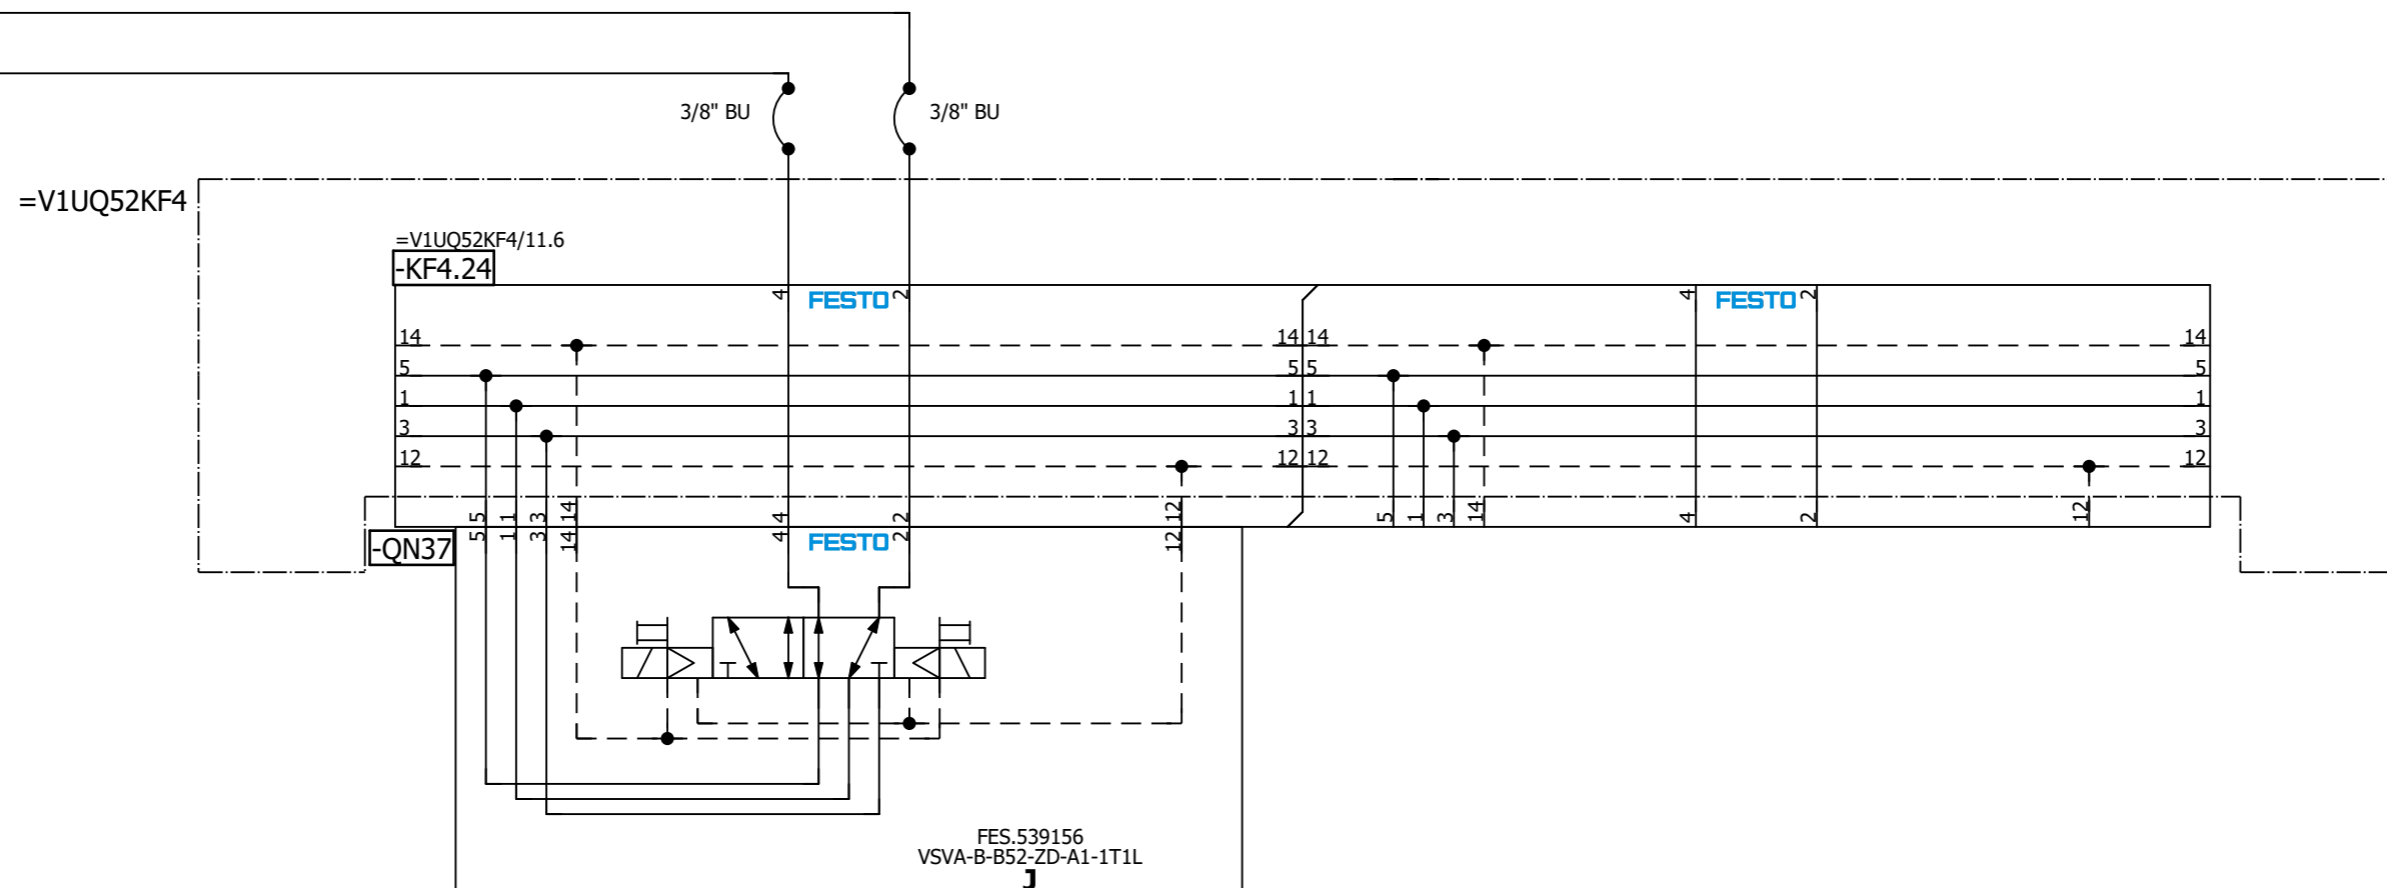 3/8" BU
3/8" BU
=V1UQ52KF4
=V1UQ52KF4/11.6
-KF4.24
4 FESTO 2 4 FESTO 2
14 14 14 14
5 5 5 5
1 1 1 1
3 3 3 3
12 12 12 12
5 1 3 14 4 2 12 5 1 3 14 4 2 12
-QN37
5 1 3 14 4 FESTO 2 12
FES.539156
VSVA-B-B52-ZD-A1-1T1L
J